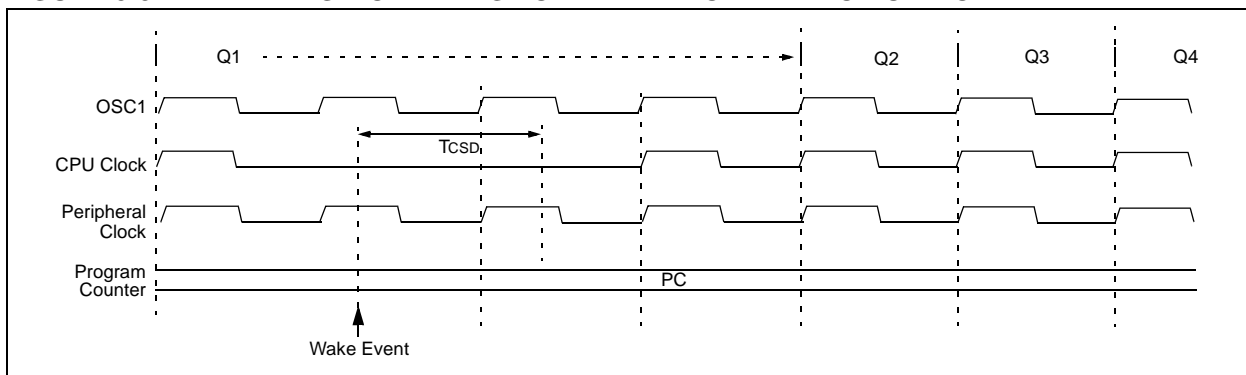 Q1 Q2 Q3 Q4
OSC1
TCSD
CPU Clock
Peripheral
Clock
Program
Counter
PC
Wake Event